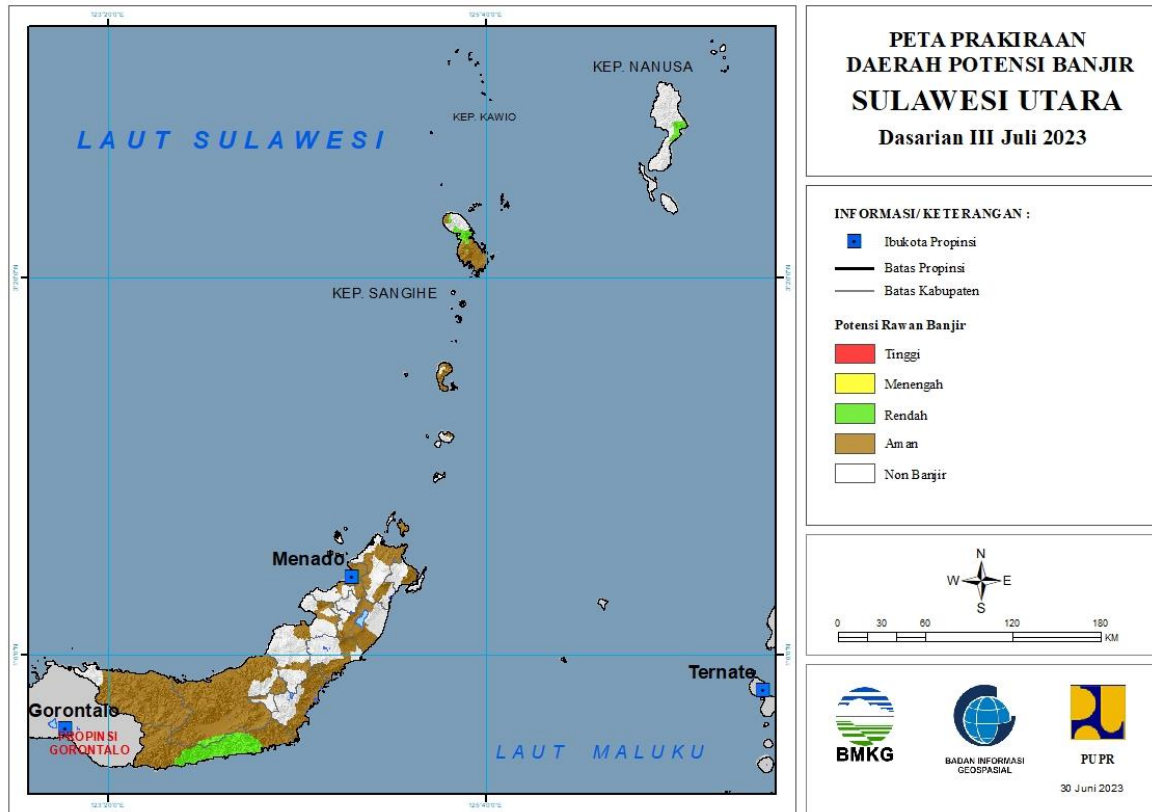 PETA PRAKIRAAN
DAERAH POTENSI BANJIR
SULAWESI UTARA
Dasarian III Juli 2023
KEP. NANUSA
KEP. KAWIO
LAUT SULAWESI
KEP. SANGIHE
Menado
Ternate
Gorontalo
PROPINSI
GORONTALO
LAUT MALUKU
INFORMASI/ KETERANGAN :
Ibukota Propinsi
Batas Propinsi
Batas Kabupaten
Potensi Rawan Banjir
Tinggi
Menengah
Rendah
Aman
Non Banjir
N
W E
S
0 30 60 120 180
KM
BMKG
BADAN INFORMASI
GEOSPASIAL
PUPR
30 Juni 2023